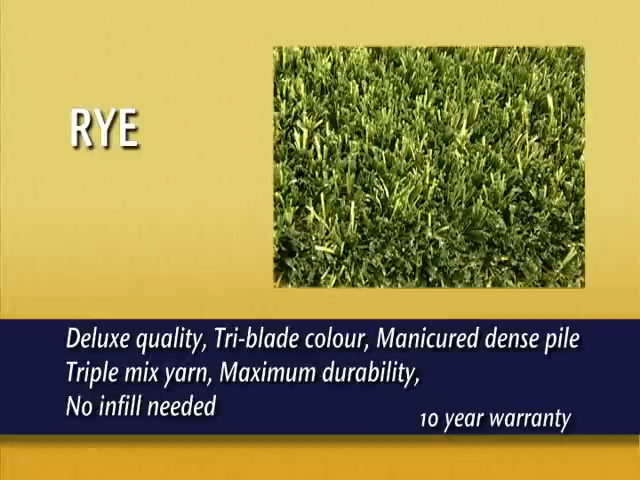 RYE
Deluxe quality, Tri-blade colour, Manicured dense pile
Triple mix yarn, Maximum durability,
No infill needed
10 year warranty